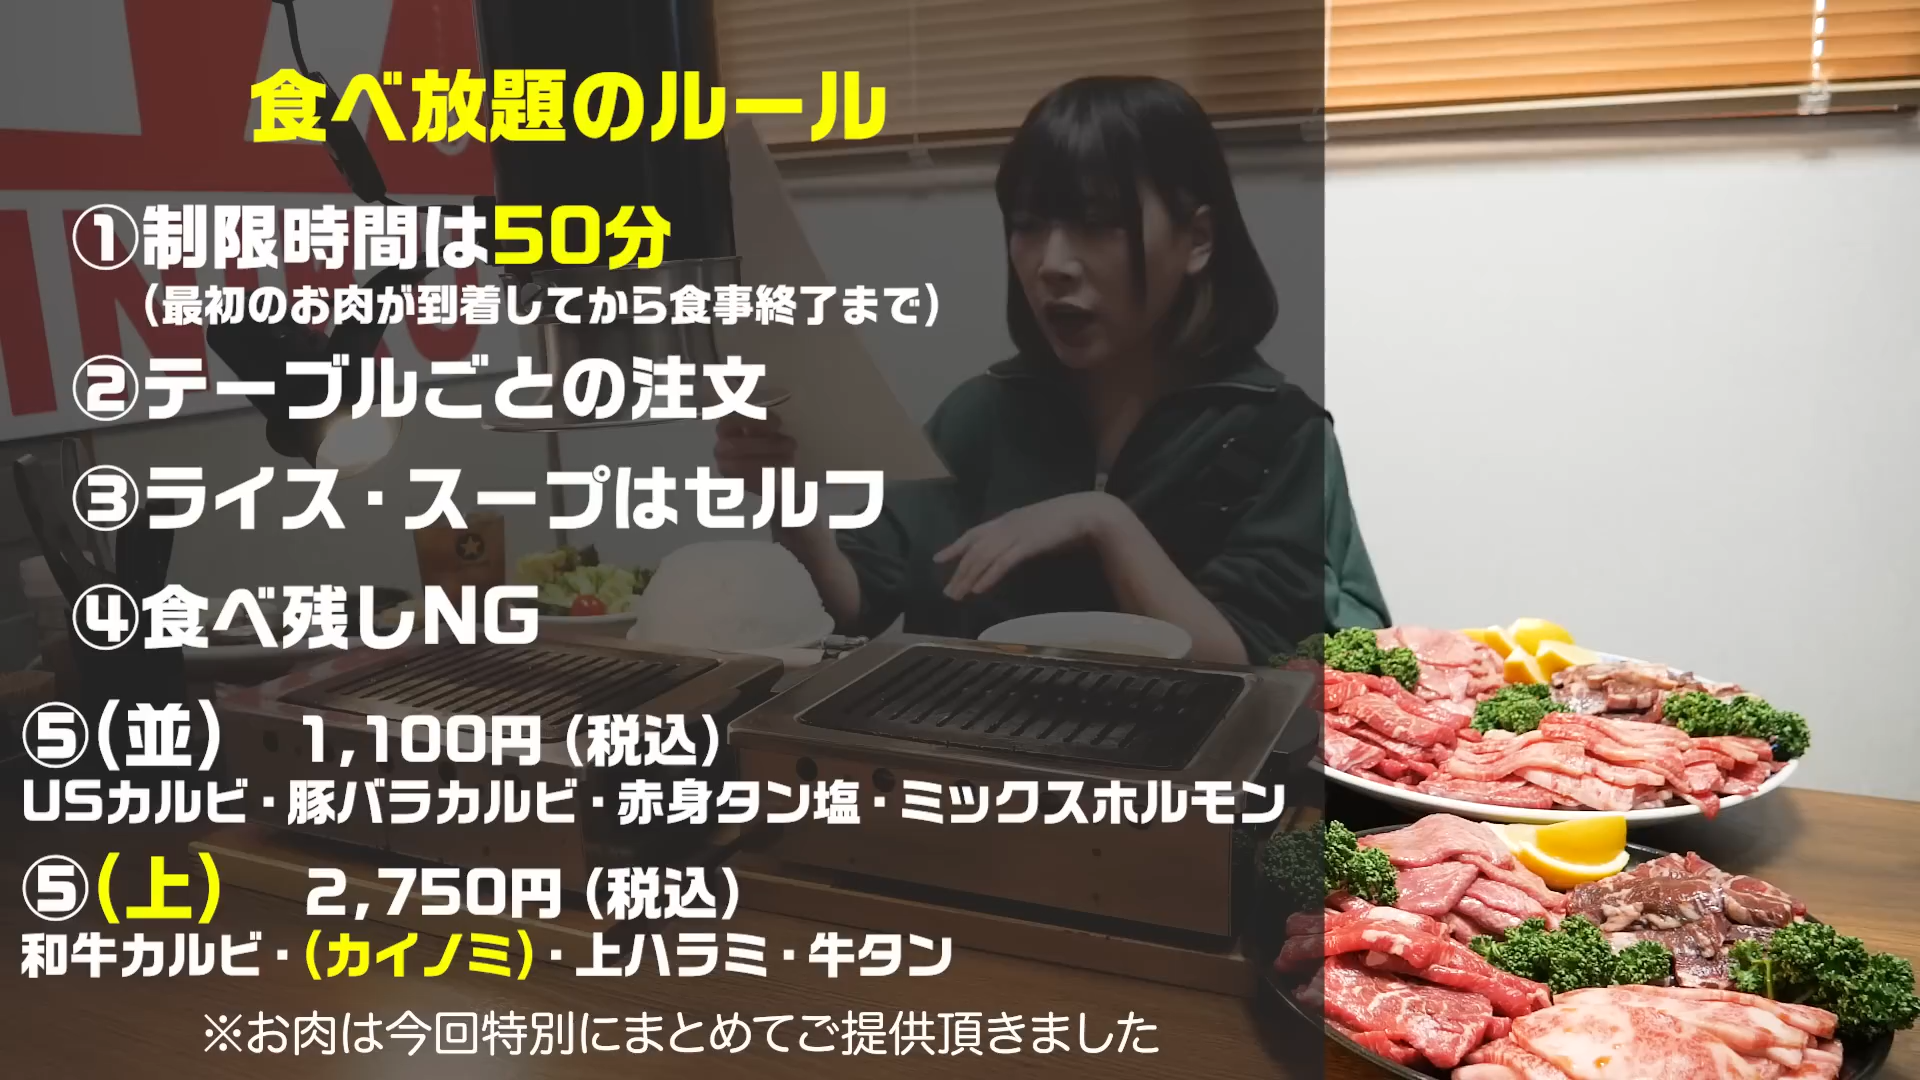 食べ放題のルール
①制限時間は50分
（最初のお肉が到着してから食事終了まで）
②テーブルごとの注文
③ライス・スープはセルフ
④食べ残しNG
⑤(並) 1,100円 (税込)
USカルビ・豚バラカルビ・赤身タン塩・ミックスホルモン
⑤(上) 2,750円 (税込)
和牛カルビ・(カイノミ)・上ハラミ・牛タン
※お肉は今回特別にまとめてご提供頂きました